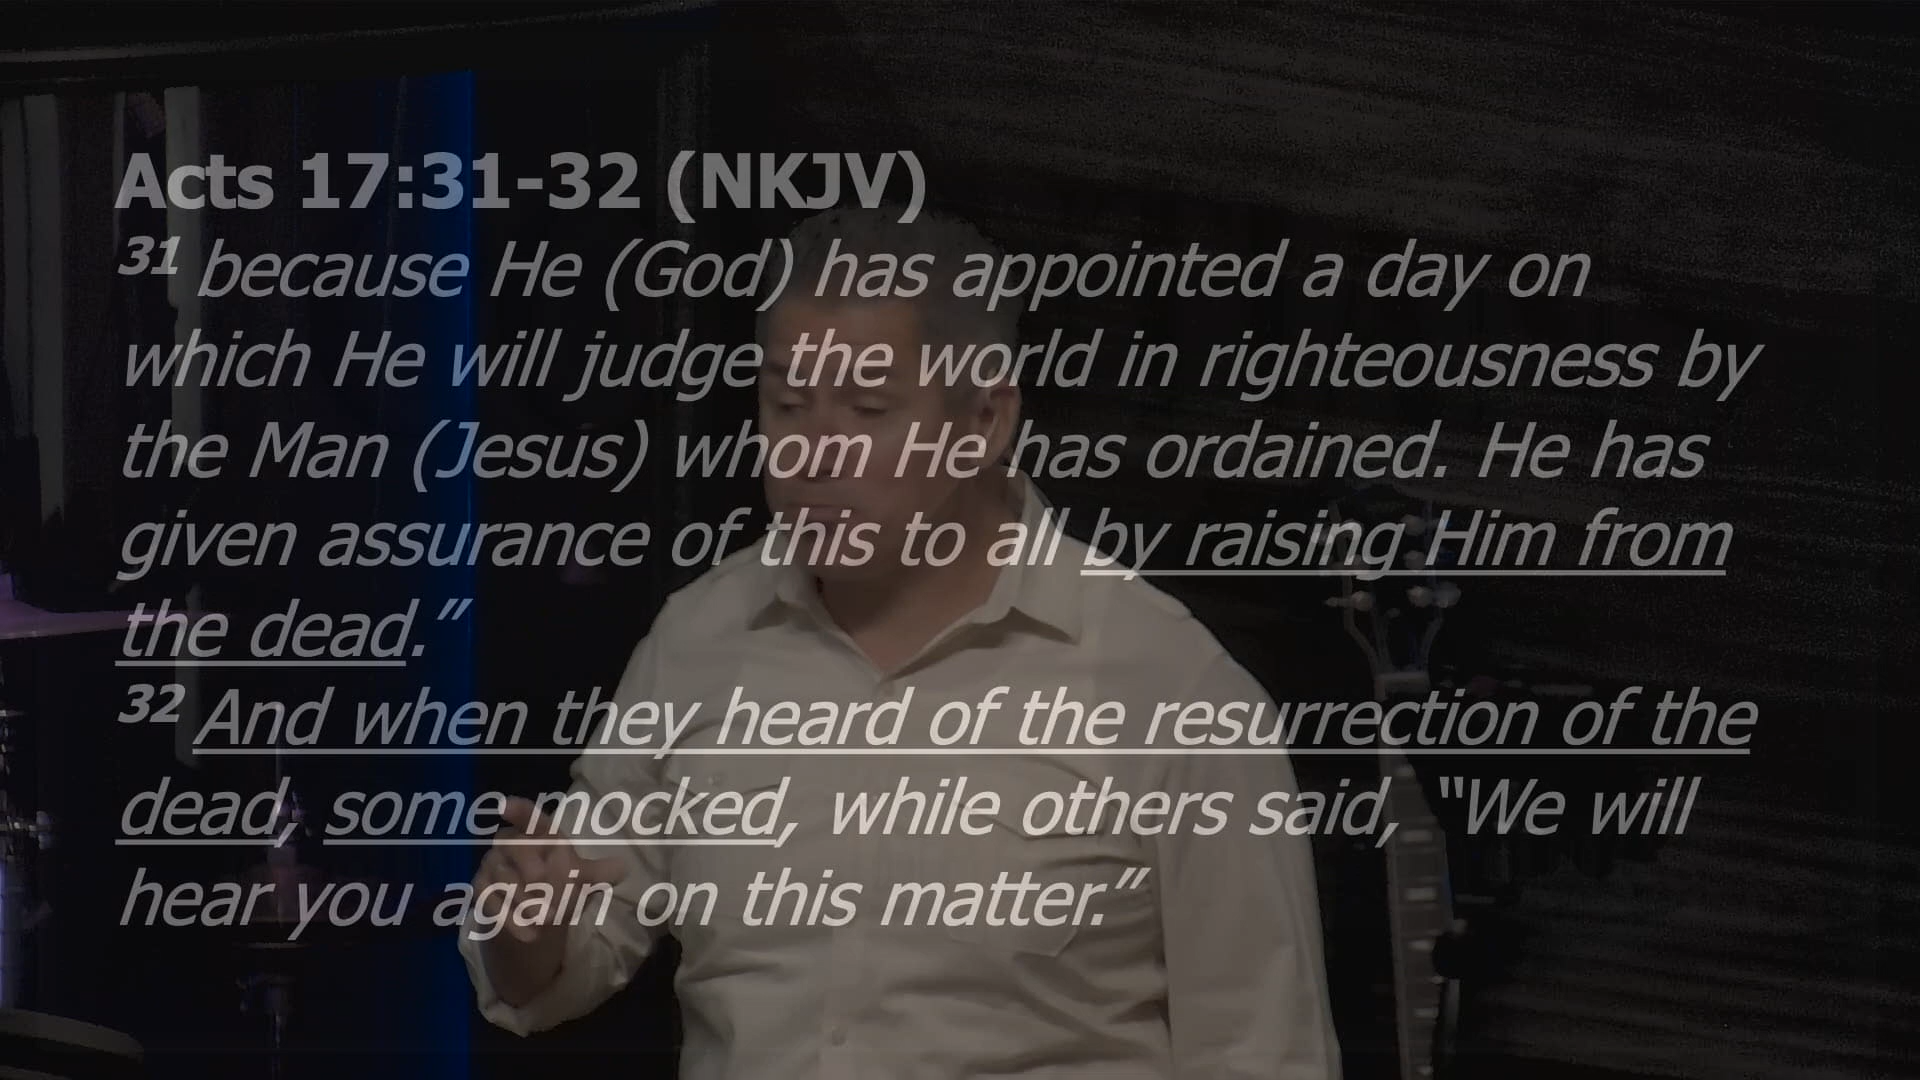 Acts 17:31-32 (NKJV)
31 because He (God) has appointed a day on
which He will judge the world in righteousness by
the Man (Jesus) whom He has ordained. He has
given assurance of this to all by raising Him from
the dead.”
32 And when they heard of the resurrection of the
dead, some mocked, while others said, “We will
hear you again on this matter.”